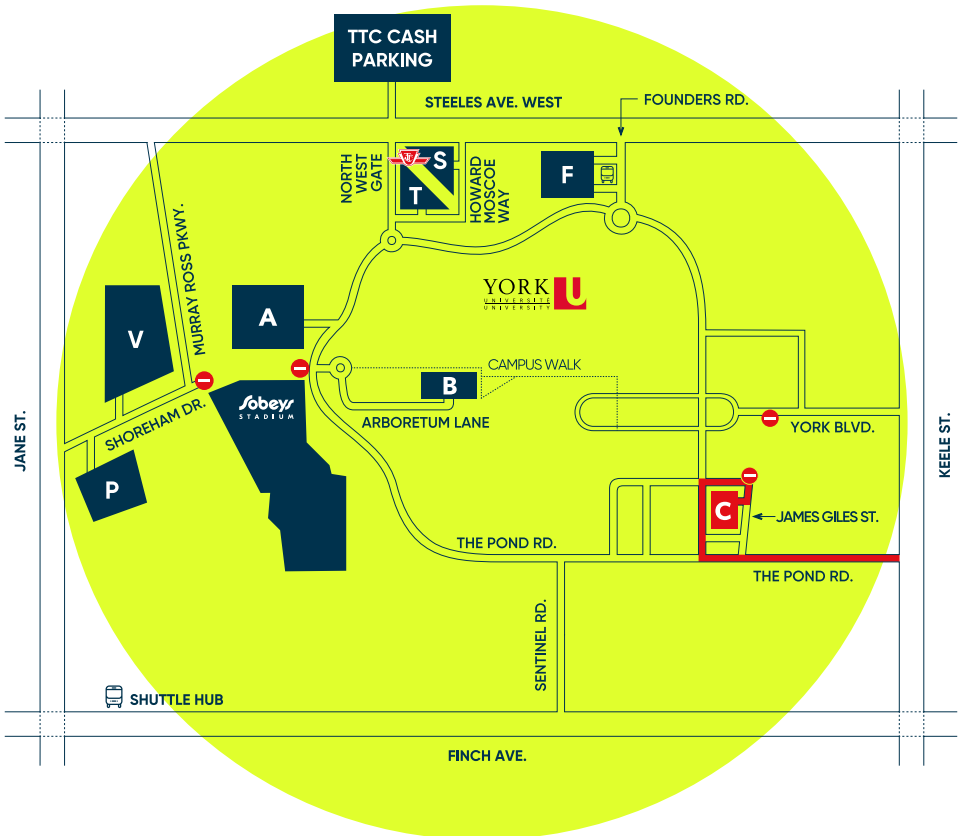 TTC CASH
PARKING
STEELES AVE. WEST
FOUNDERS RD.
NORTH
WEST
GATE
S
T
HOWARD
MOSCOE
WAY
F
MURRAY ROSS PKWY.
YORK
UNIVERSITÉ
UNIVERSITY
U
V
A
CAMPUS WALK
B
Sobeys
STADIUM
ARBORETUM LANE
SHOREHAM DR.
YORK BLVD.
JANE ST.
KEELE ST.
P
C
JAMES GILES ST.
THE POND RD.
THE POND RD.
SENTINEL RD.
SHUTTLE HUB
FINCH AVE.